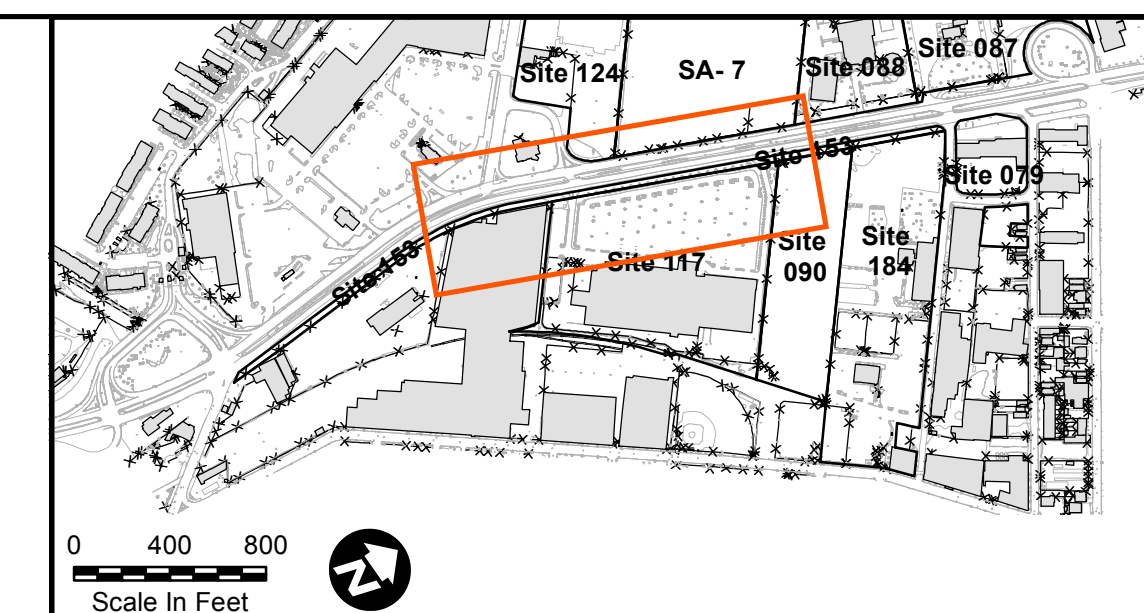 Site 087
Site 124
SA- 7
Site 088
Site 153
Site 079
Site
090
Site
184
Site 117
Site 153
0 400 800
Scale In Feet
N